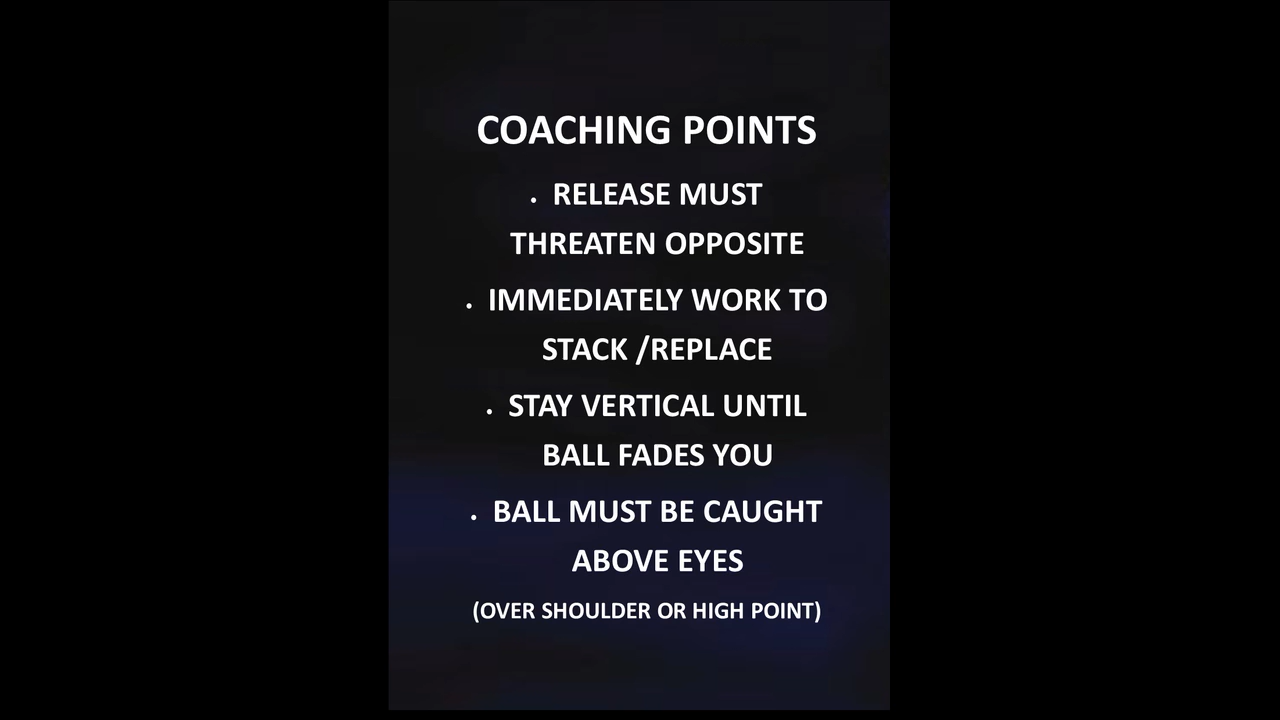 COACHING POINTS
• RELEASE MUST
THREATEN OPPOSITE
• IMMEDIATELY WORK TO
STACK /REPLACE
• STAY VERTICAL UNTIL
BALL FADES YOU
• BALL MUST BE CAUGHT
ABOVE EYES
(OVER SHOULDER OR HIGH POINT)